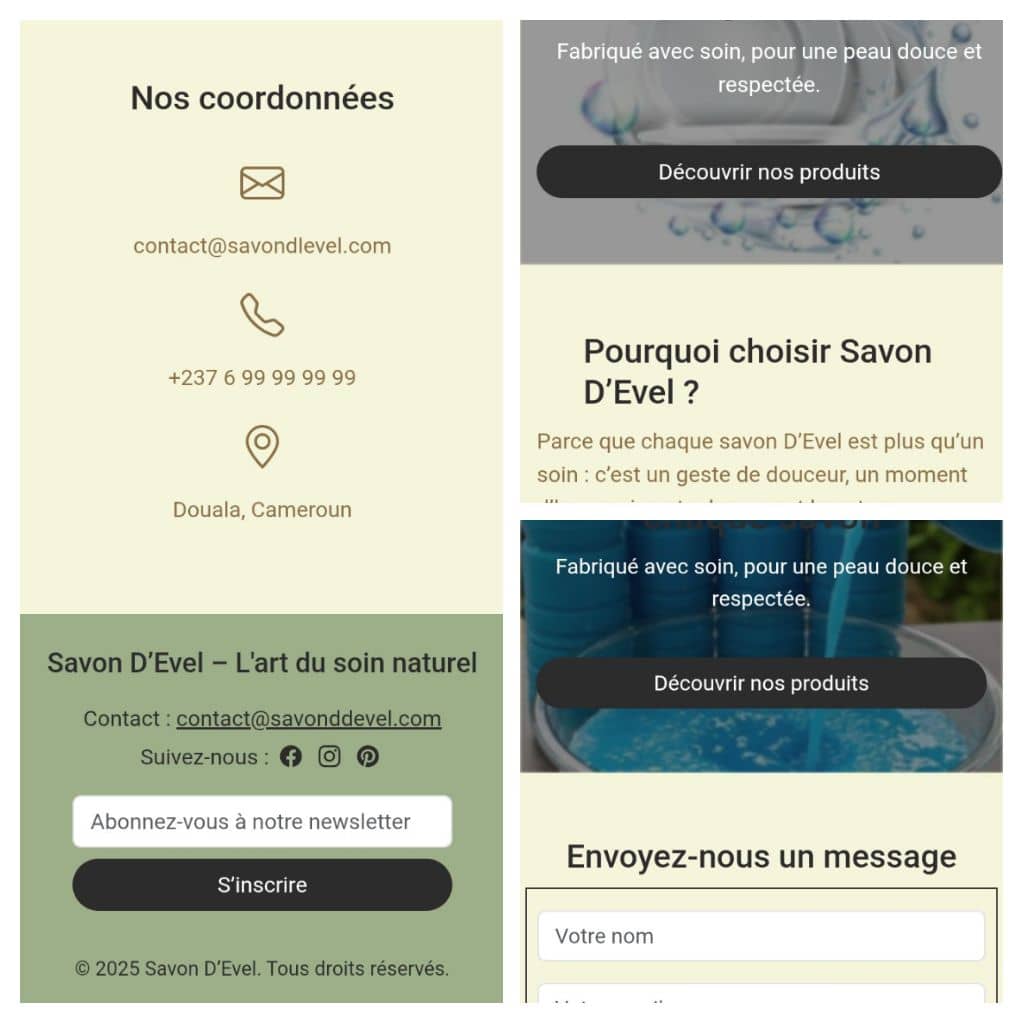 Nos coordonnées
contact@savondlevel.com
+237 6 99 99 99 99
Douala, Cameroun
Savon D’Evel – L'art du soin naturel
Contact : contact@savonddevel.com
Suivez-nous :
Abonnez-vous à notre newsletter
S’inscrire
© 2025 Savon D’Evel. Tous droits réservés.
Fabriqué avec soin, pour une peau douce et
respectée.
Découvrir nos produits
Pourquoi choisir Savon
D’Evel ?
Parce que chaque savon D’Evel est plus qu’un
soin : c’est un geste de douceur, un moment
Fabriqué avec soin, pour une peau douce et
respectée.
Découvrir nos produits
Envoyez-nous un message
Votre nom